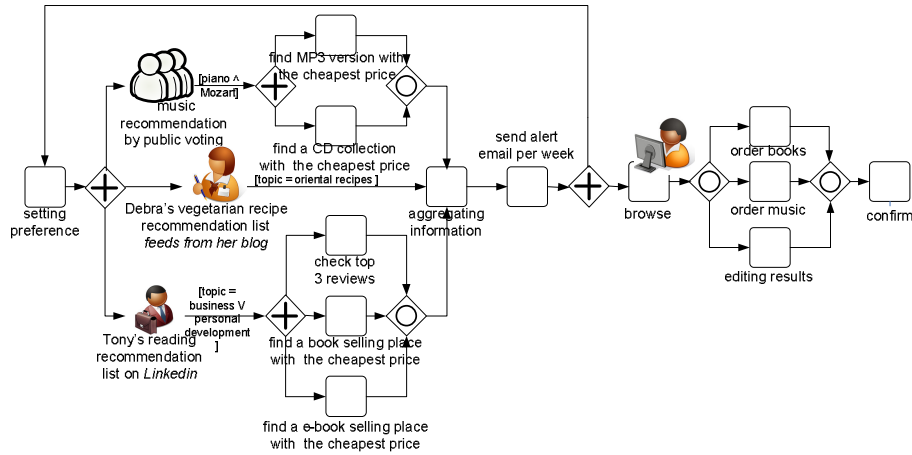 find MP3 version with
the cheapest price
[piano ^
Mozart]
music
recommendation
by public voting
find a CD collection
with the cheapest price
send alert
email per week
order books
setting
preference
[topic = oriental recipes ]
Debra's vegetarian recipe
recommendation list
feeds from her blog
aggregating
information
browse
order music
confirm
check top
3 reviews
editing results
[topic =
business V
personal
development
]
Tony's reading
recommendation
list on Linkedin
find a book selling place
with the cheapest price
find a e-book selling place
with the cheapest price